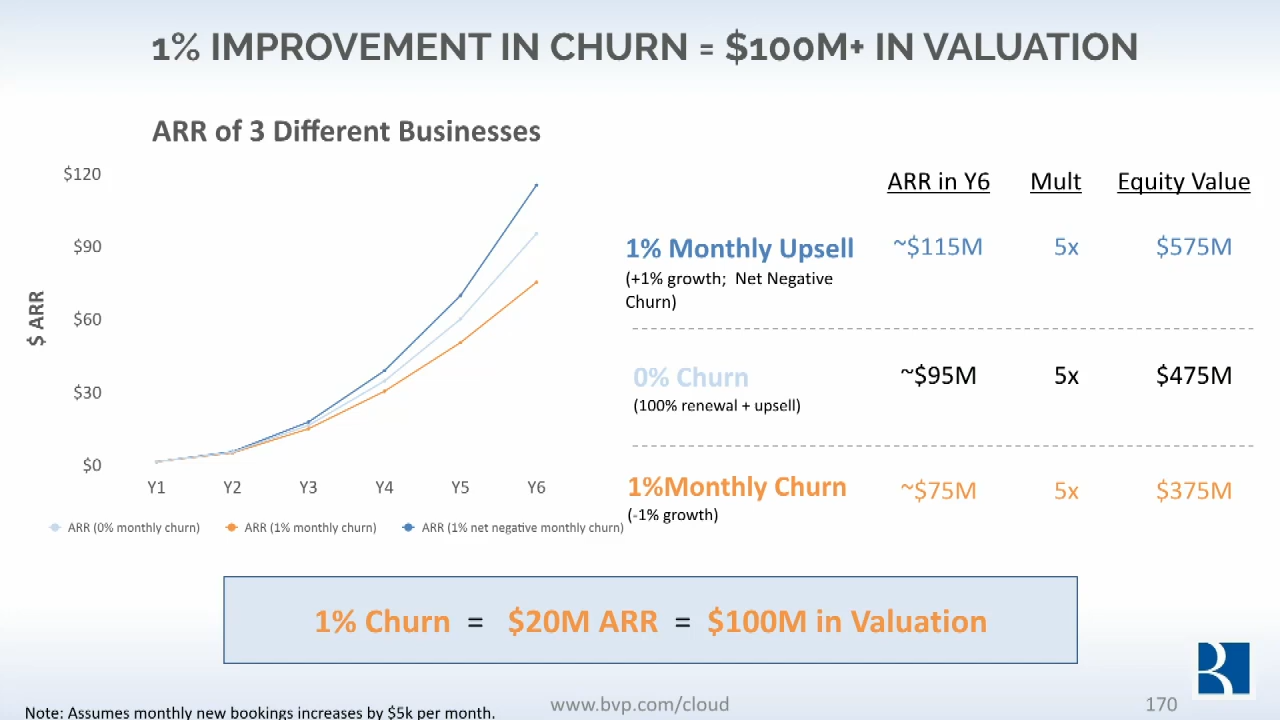 1% IMPROVEMENT IN CHURN = $100M+ IN VALUATION
ARR of 3 Different Businesses
$ ARR
$120
$90
$60
$30
$0
Y1 Y2 Y3 Y4 Y5 Y6
ARR (0% monthly churn) ARR (1% monthly churn) ARR (1% net negative monthly churn)
ARR in Y6 Mult Equity Value
1% Monthly Upsell ~$115M 5x $575M
(+1% growth; Net Negative
Churn)
0% Churn ~$95M 5x $475M
(100% renewal + upsell)
1%Monthly Churn ~$75M 5x $375M
(-1% growth)
1% Churn = $20M ARR = $100M in Valuation
Note: Assumes monthly new bookings increases by $5k per month.
www.bvp.com/cloud
170